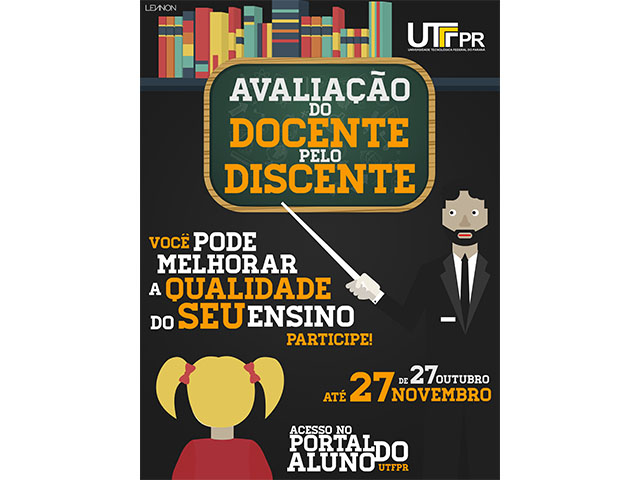 LENNON
UTFPR
UNIVERSIDADE TECNOLÓGICA FEDERAL DO PARANÁ
AVALIAÇÃO
DO
DOCENTE
PELO
DISCENTE
VOCÊ PODE
MELHORAR
A QUALIDADE
DO SEU ENSINO
PARTICIPE!
DE 27 OUTUBRO
ATÉ 27 NOVEMBRO
ACESSO NO
PORTAL DO
ALUNO
UTFPR